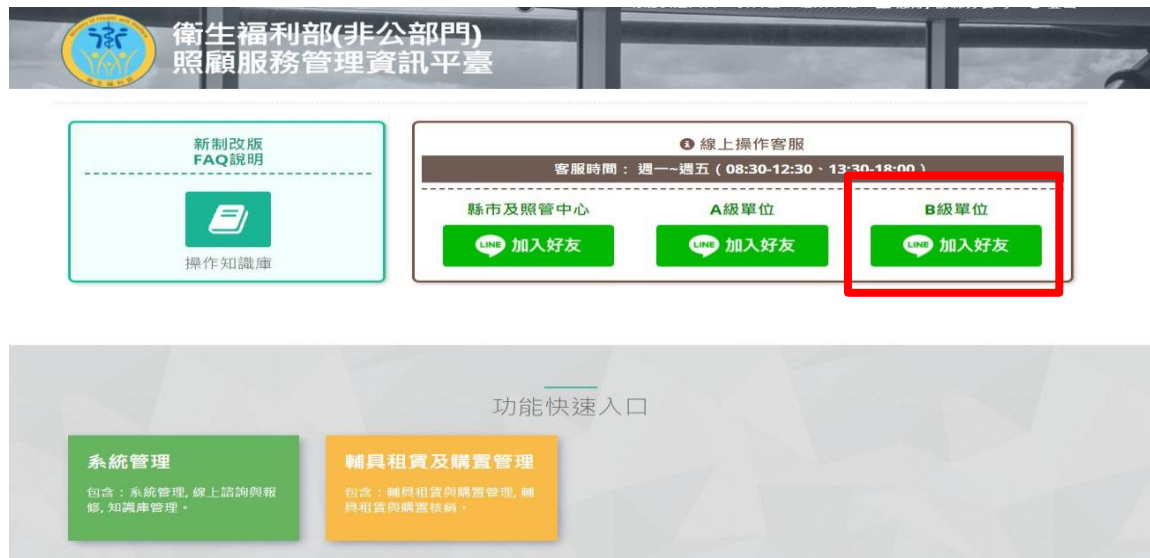 衛生福利部(非公部門)
照顧服務管理資訊平臺
新制改版
FAQ說明
操作知識庫
線上操作客服
客服時間： 週一~週五（08:30-12:30、13:30-18:00）
縣市及照管中心
A級單位
B級單位
LINE 加入好友
LINE 加入好友
LINE 加入好友
功能快速入口
系統管理
包含：系統管理, 線上諮詢與報
修, 知識庫管理。
輔具租賃及購置管理
包含：輔具租賃與購置管理, 輔
具租賃與購置核銷。